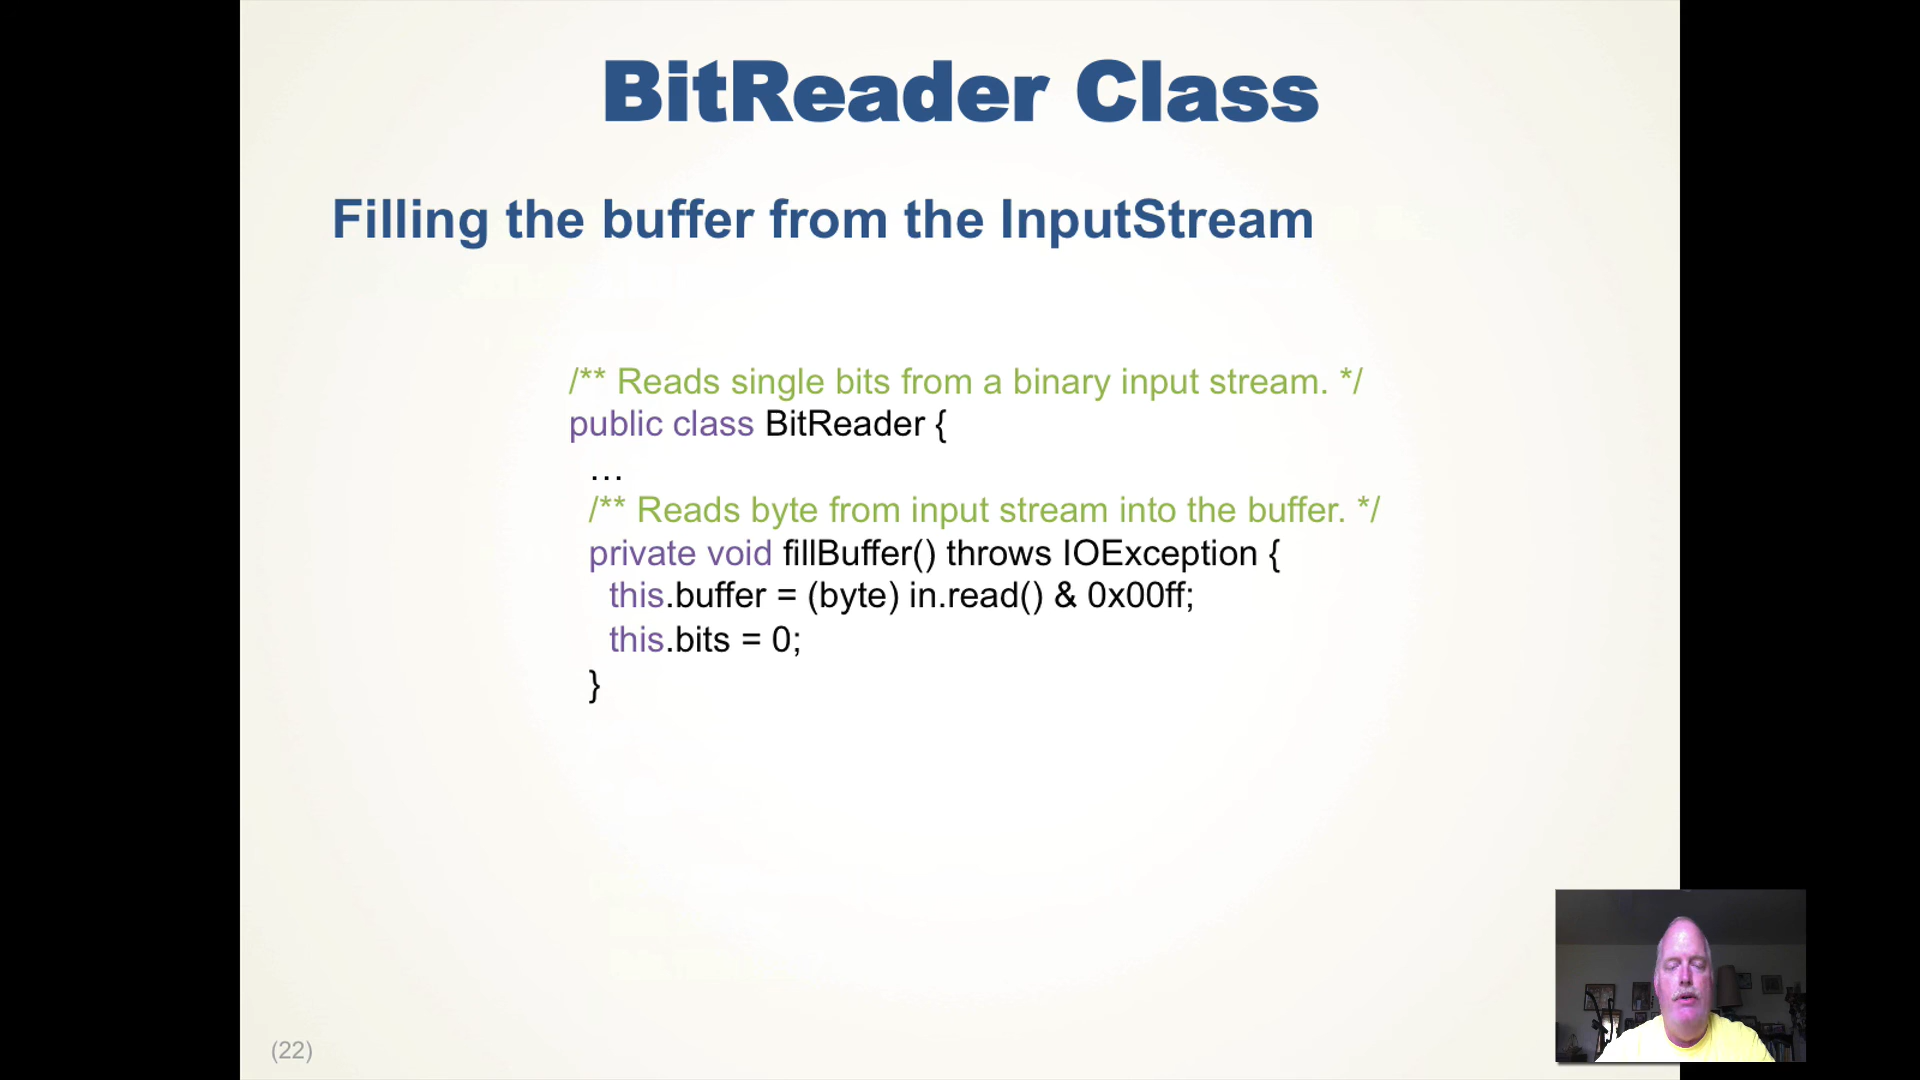 BitReader Class
Filling the buffer from the InputStream
/** Reads single bits from a binary input stream. */
public class BitReader {
…
/** Reads byte from input stream into the buffer. */
private void fillBuffer() throws IOException {
this.buffer = (byte) in.read() & 0x00ff;
this.bits = 0;
}
(22)